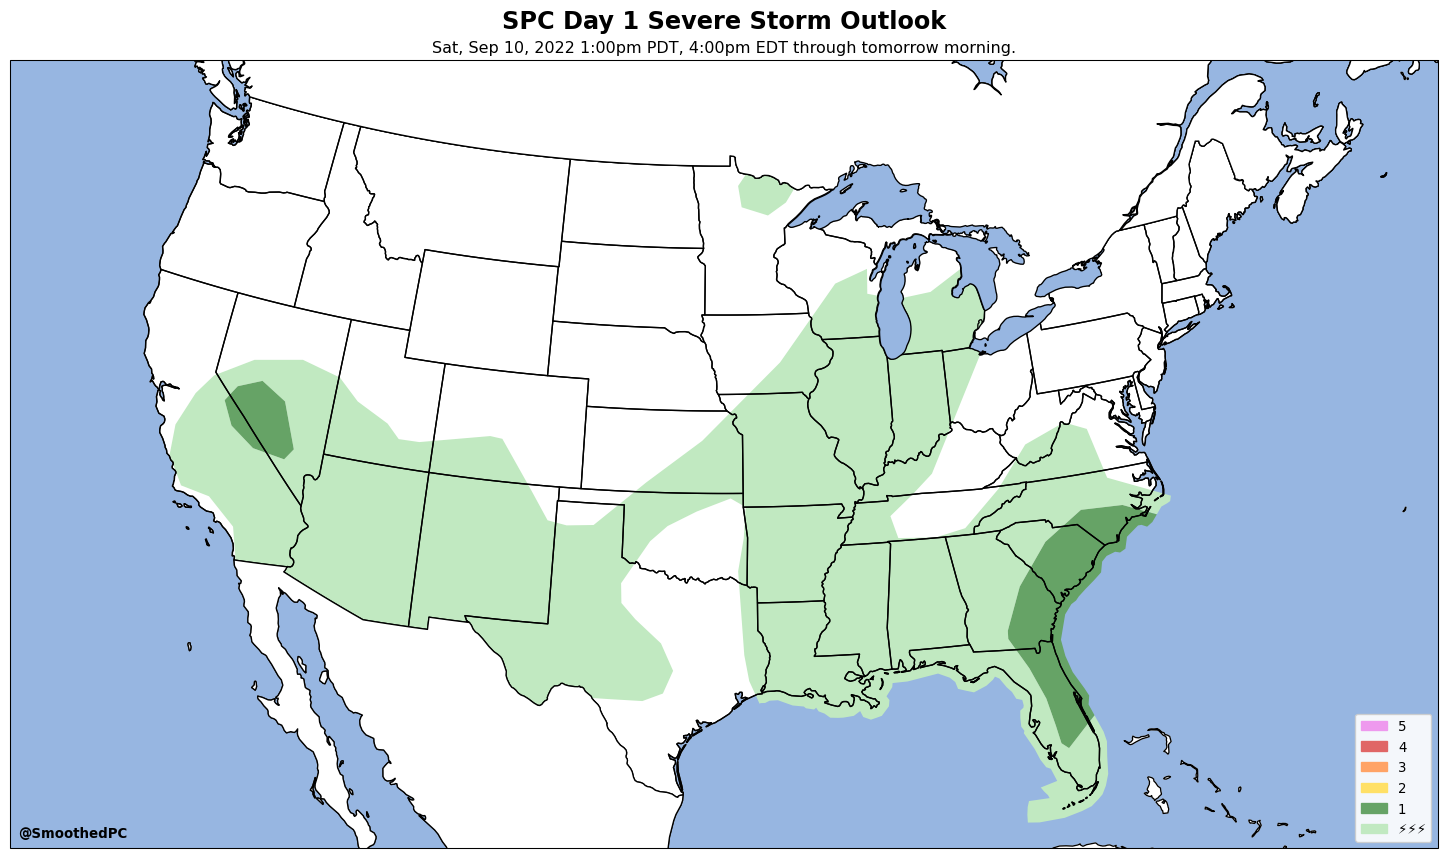 SPC Day 1 Severe Storm Outlook
Sat, Sep 10, 2022 1:00pm PDT, 4:00pm EDT through tomorrow morning.
5
4
3
2
1
⚡⚡⚡
@SmoothedPC